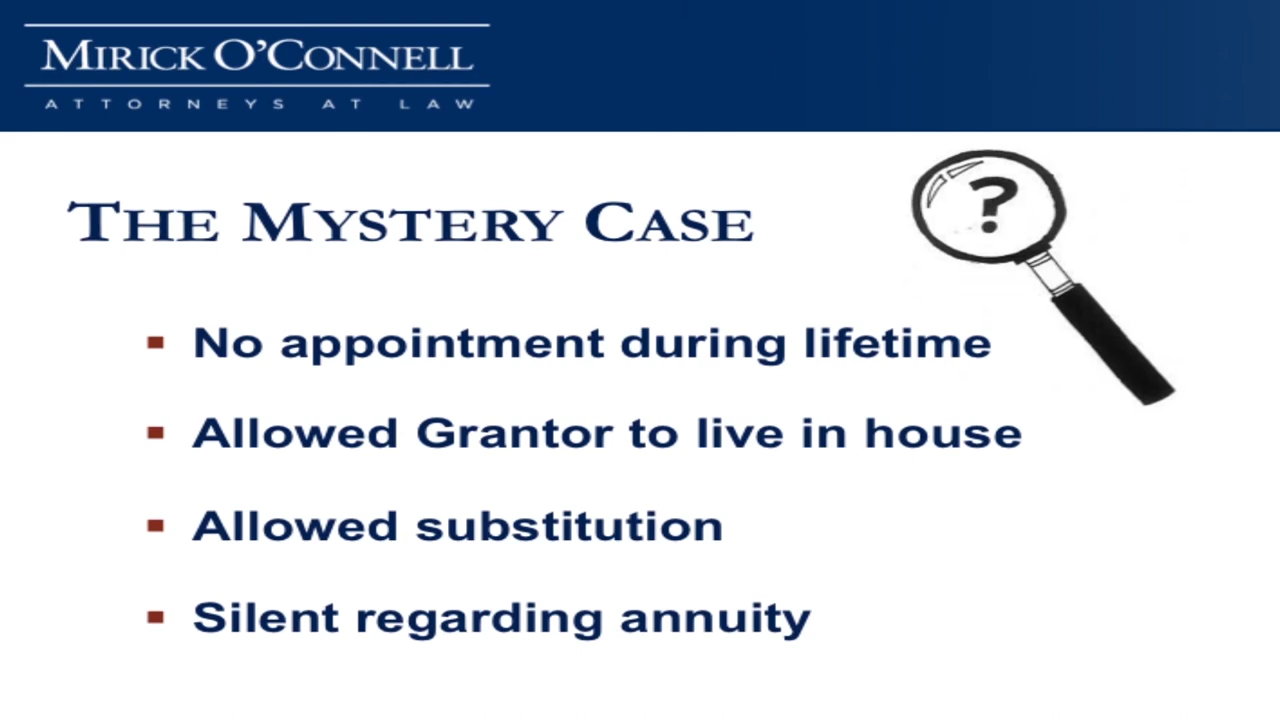 MIRICK O'CONNELL
ATTORNEYS AT LAW
THE MYSTERY CASE
?
▪ No appointment during lifetime
▪ Allowed Grantor to live in house
▪ Allowed substitution
▪ Silent regarding annuity